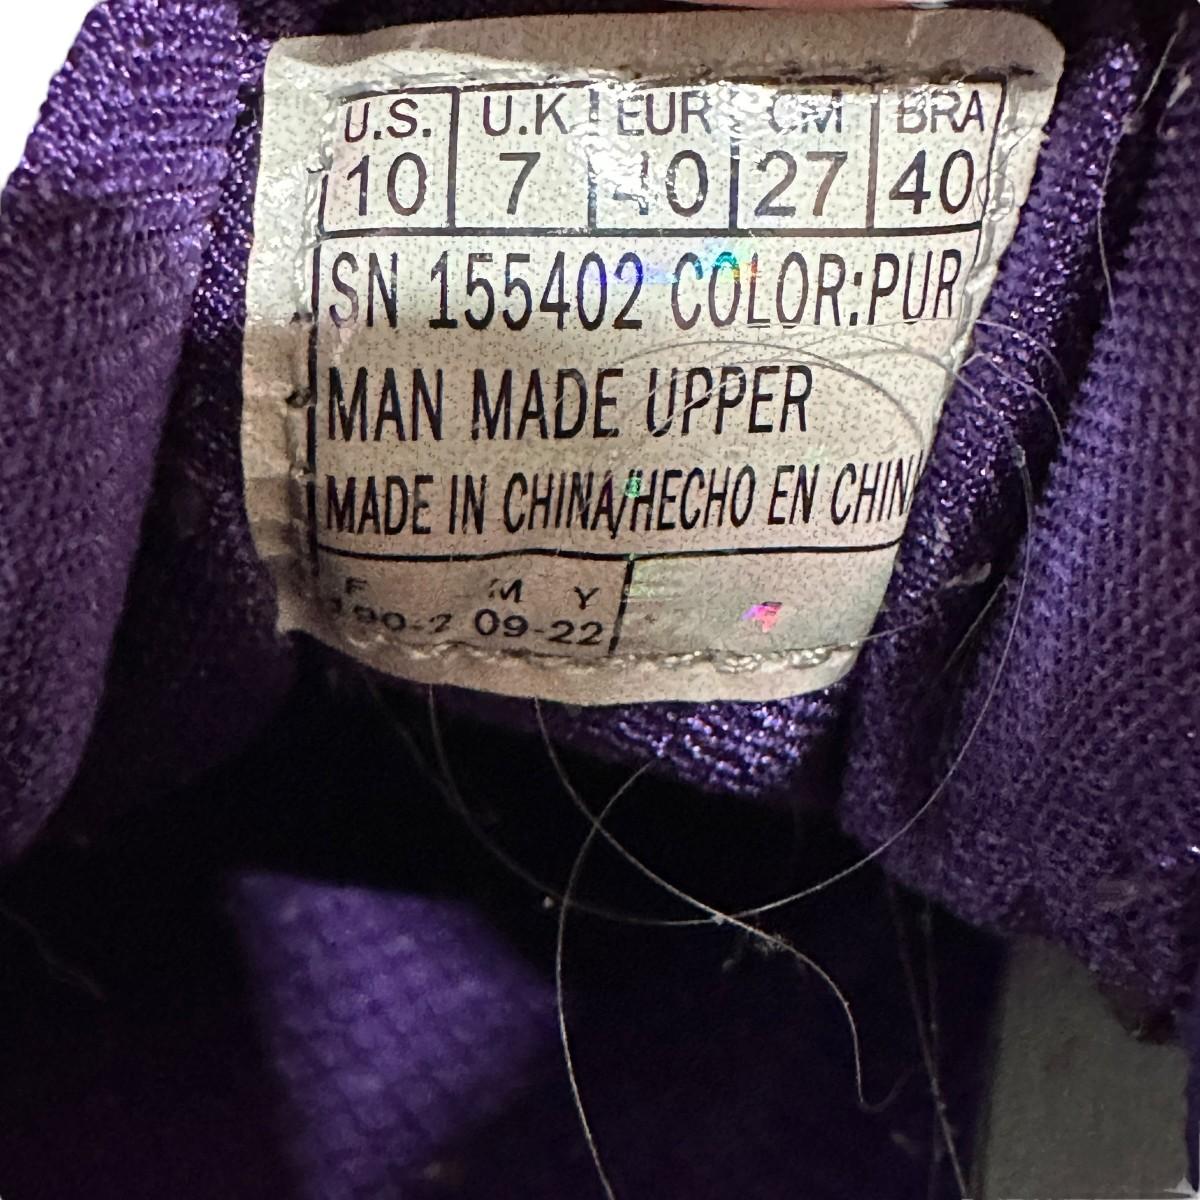 U.S. U.K EUR CM BRA
10 7 40 27 40
SN 155402 COLOR:PUR
MAN MADE UPPER
MADE IN CHINA/HECHO EN CHINA
F M Y
09-22